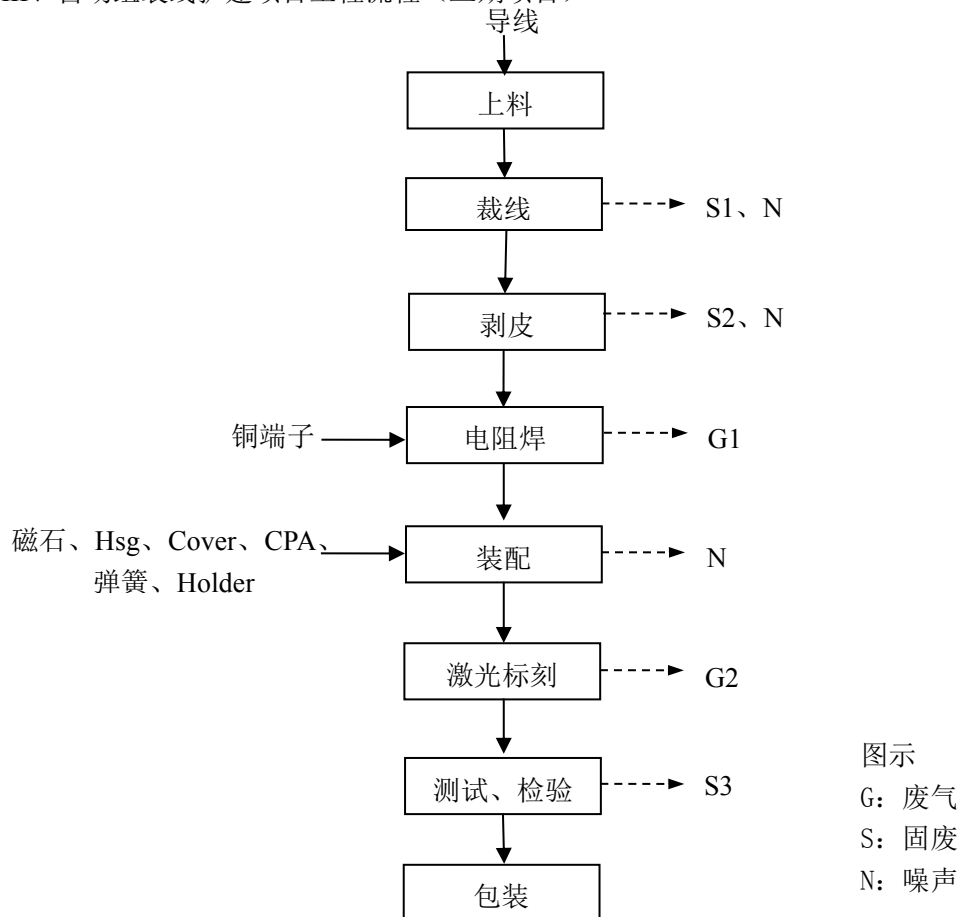 导线
上料
裁线
S1、N
剥皮
S2、N
铜端子
电阻焊
G1
磁石、Hsg、Cover、CPA、
弹簧、Holder
装配
N
激光标刻
G2
测试、检验
S3
包装
图示
G：废气
S：固废
N：噪声